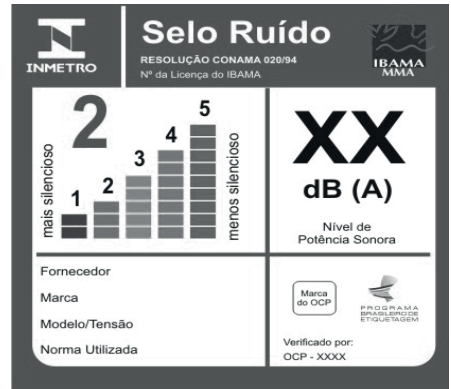 INMETRO
Selo Ruído
RESOLUÇÃO CONAMA 020/94
Nº da Licença do IBAMA
IBAMA
MMA
2
mais silencioso
1
2
3
4
5
menos silencioso
XX
dB (A)
Nível de
Potência Sonora
Fornecedor
Marca
Modelo/Tensão
Norma Utilizada
Marca
do OCP
PROGRAMA
BRASILEIRO DE
ETIQUETAGEM
Verificado por:
OCP - XXXX